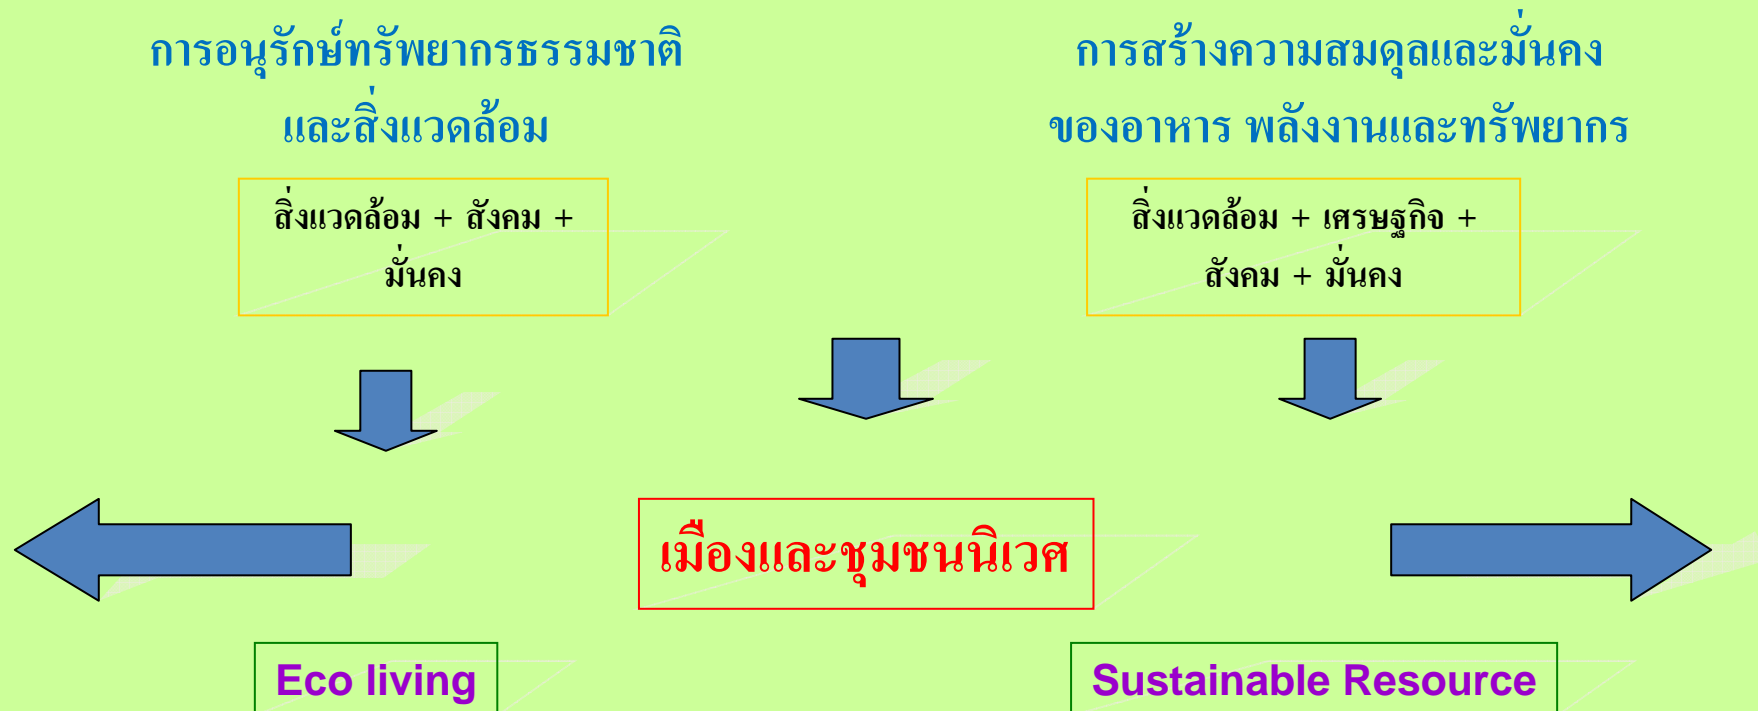 การอนุรักษ์ทรัพยากรธรรมชาติ
และสิ่งแวดล้อม
สิ่งแวดล้อม + สังคม +
มั่นคง
การสร้างความสมดุลและมั่นคง
ของอาหาร พลังงานและทรัพยากร
สิ่งแวดล้อม + เศรษฐกิจ +
สังคม + มั่นคง
เมืองและชุมชนนิเวศ
Eco living
Sustainable Resource